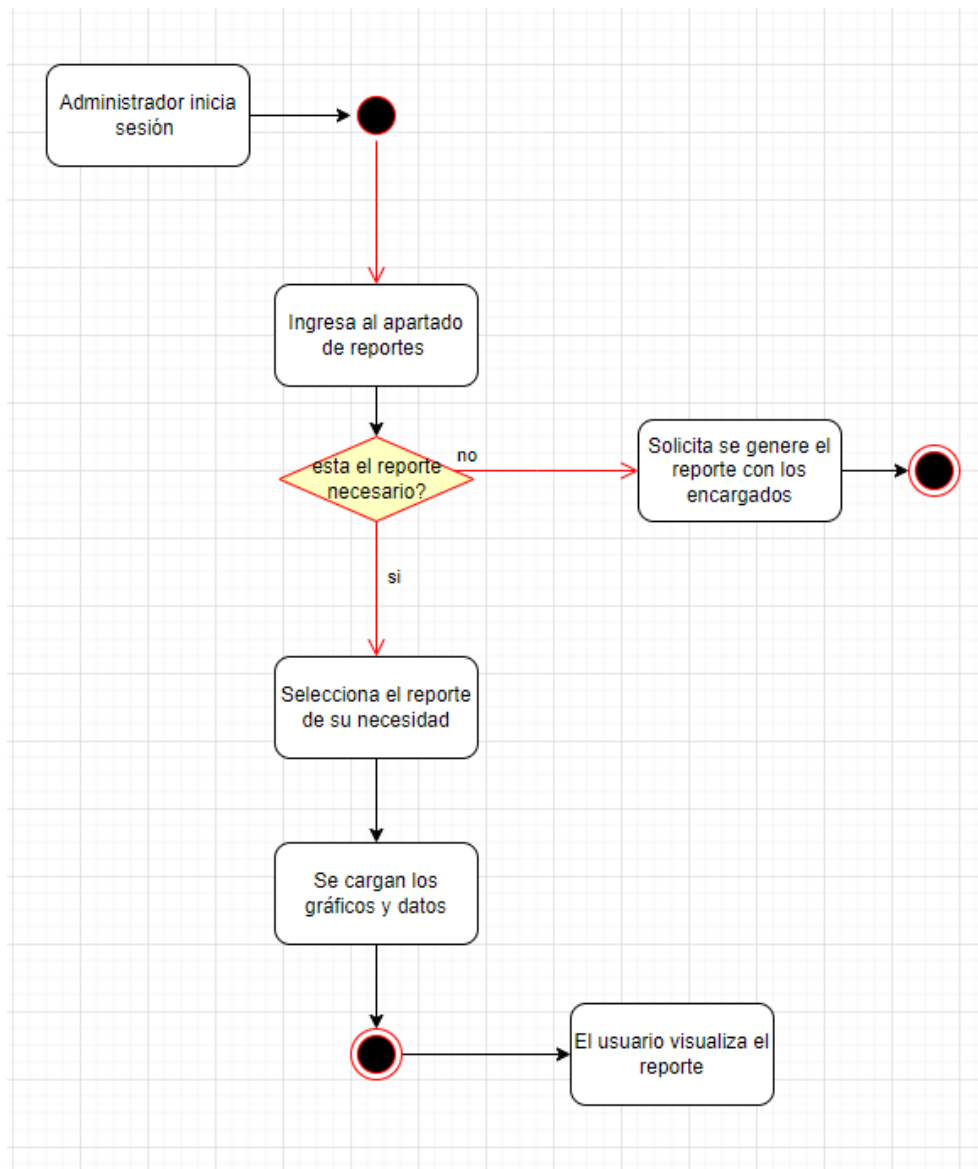 Administrador inicia
sesión
Ingresa al apartado
de reportes
esta el reporte
necesario?
no
Solicita se genere el
reporte con los
encargados
si
Selecciona el reporte
de su necesidad
Se cargan los
gráficos y datos
El usuario visualiza el
reporte